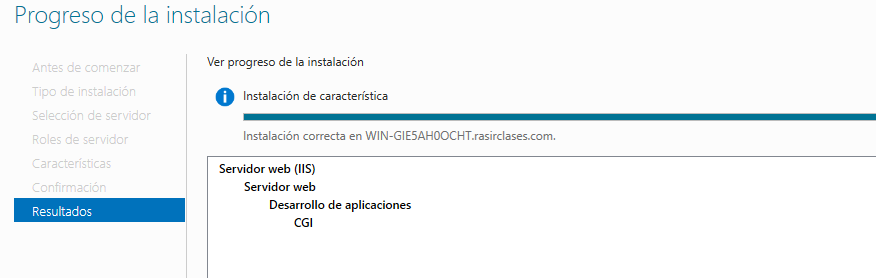 Progreso de la instalación
Antes de comenzar
Tipo de instalación
Selección de servidor
Roles de servidor
Características
Confirmación
Resultados
Ver progreso de la instalación
Instalación de característica
Instalación correcta en WIN-GIE5AH0OCHT.rasirclases.com.
Servidor web (IIS)
Servidor web
Desarrollo de aplicaciones
CGI